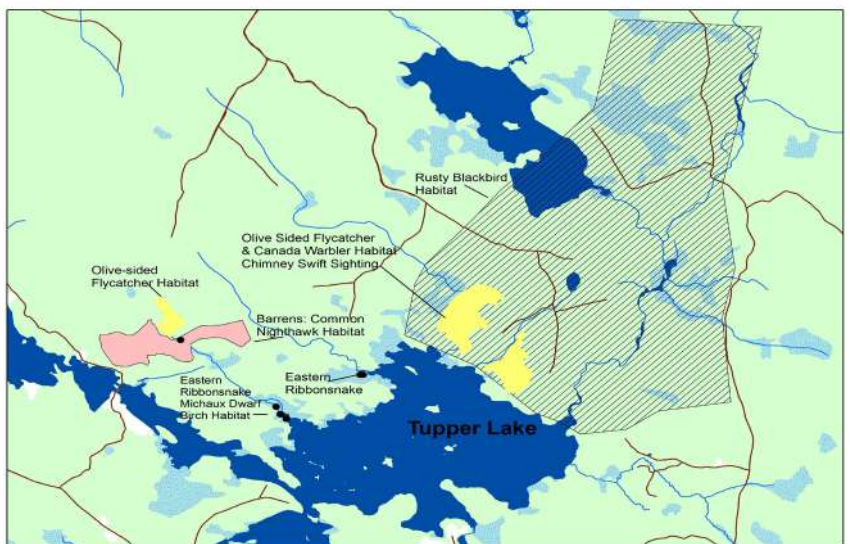 Rusty Blackbird
Habitat
Olive Sided Flycatcher
& Canada Warbler Habitat
Chimney Swift Sighting
Olive-sided
Flycatcher Habitat
Barrens: Common
Nighthawk Habitat
Eastern
Ribbonsnake
Michaux Dwarf
Birch Habitat
Eastern
Ribbonsnake
Tupper Lake